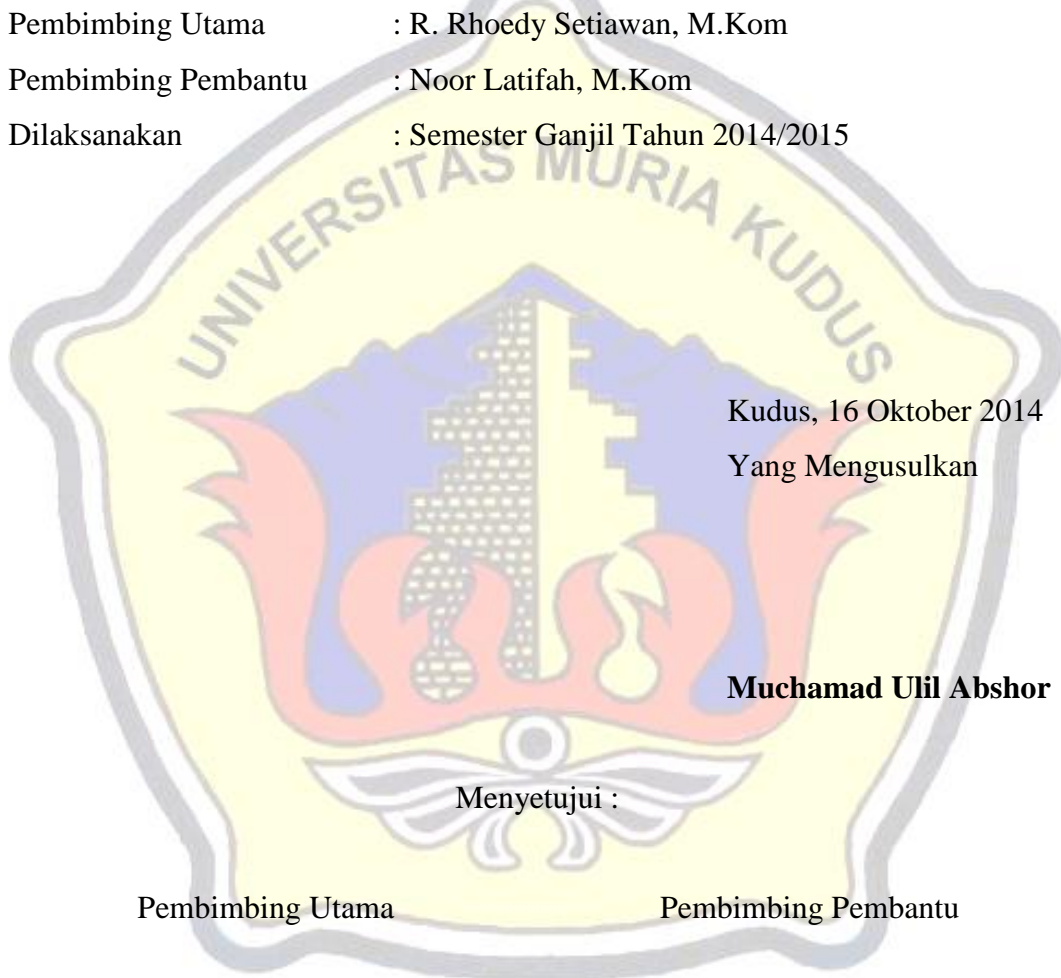 Pembimbing Utama : R. Rhoedy Setiawan, M.Kom
Pembimbing Pembantu : Noor Latifah, M.Kom
Dilaksanakan : Semester Ganjil Tahun 2014/2015
UNIVERSITAS MURIA KUDUS
Kudus, 16 Oktober 2014
Yang Mengusulkan
Muchamad Ulil Abshor
Menyetujui :
Pembimbing Utama Pembimbing Pembantu